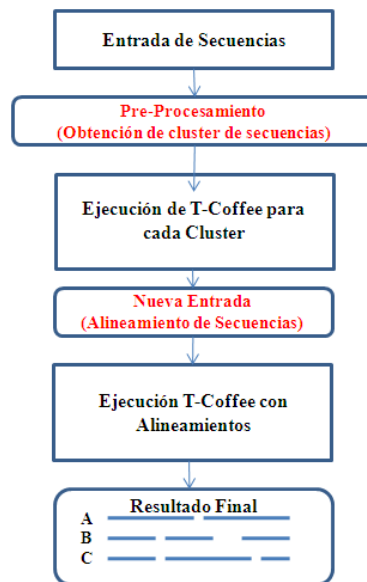 Entrada de Secuencias
Pre-Procesamiento
(Obtención de cluster de secuencias)
Ejecución de T-Coffee para
cada Cluster
Nueva Entrada
(Alineamiento de Secuencias)
Ejecución T-Coffee con
Alineamientos
Resultado Final
A
B
C